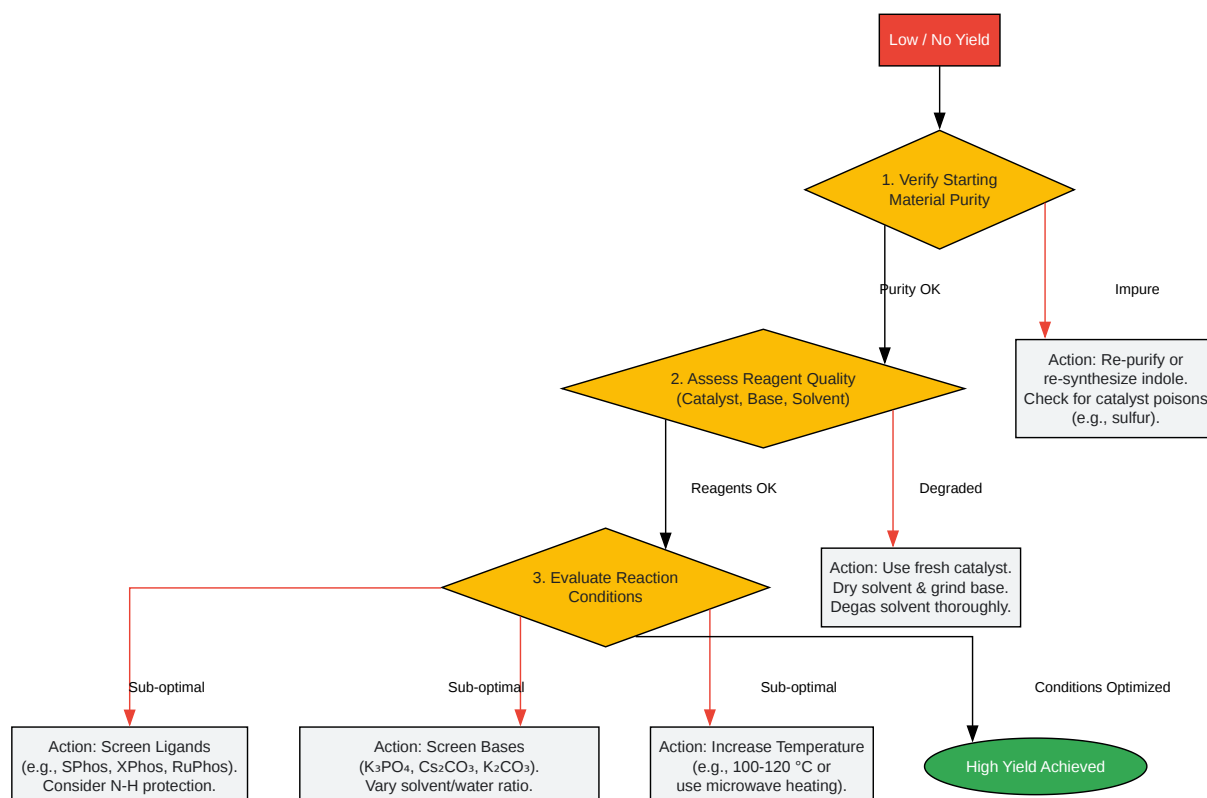 Low / No Yield
1. Verify Starting
Material Purity
Purity OK
Impure
Action: Re-purify or
re-synthesize indole.
Check for catalyst poisons
(e.g., sulfur).
2. Assess Reagent Quality
(Catalyst, Base, Solvent)
Reagents OK
Degraded
Action: Use fresh catalyst.
Dry solvent & grind base.
Degas solvent thoroughly.
3. Evaluate Reaction
Conditions
Sub-optimal
Sub-optimal
Sub-optimal
Conditions Optimized
Action: Screen Ligands
(e.g., SPhos, XPhos, RuPhos).
Consider N-H protection.
Action: Screen Bases
(K₃PO₄, Cs₂CO₃, K₂CO₃).
Vary solvent/water ratio.
Action: Increase Temperature
(e.g., 100-120 °C or
use microwave heating).
High Yield Achieved